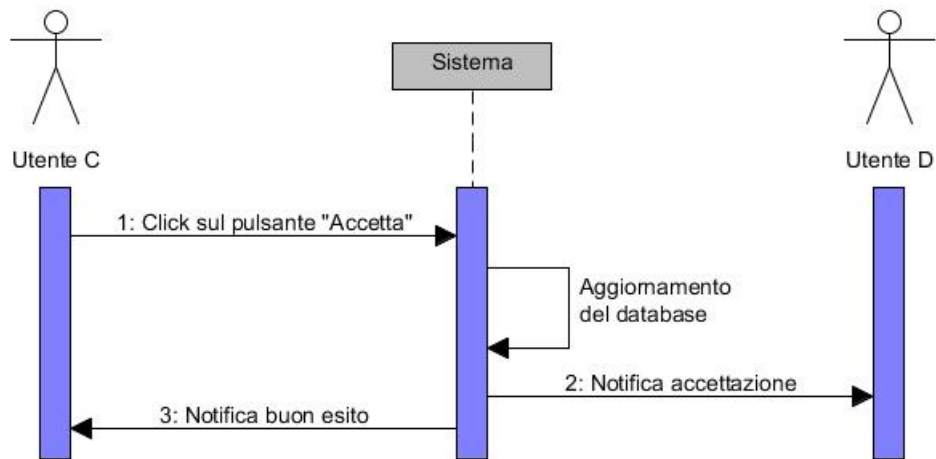 Sistema
Utente C
Utente D
1: Click sul pulsante "Accetta"
Aggiornamento
del database
2: Notifica accettazione
3: Notifica buon esito